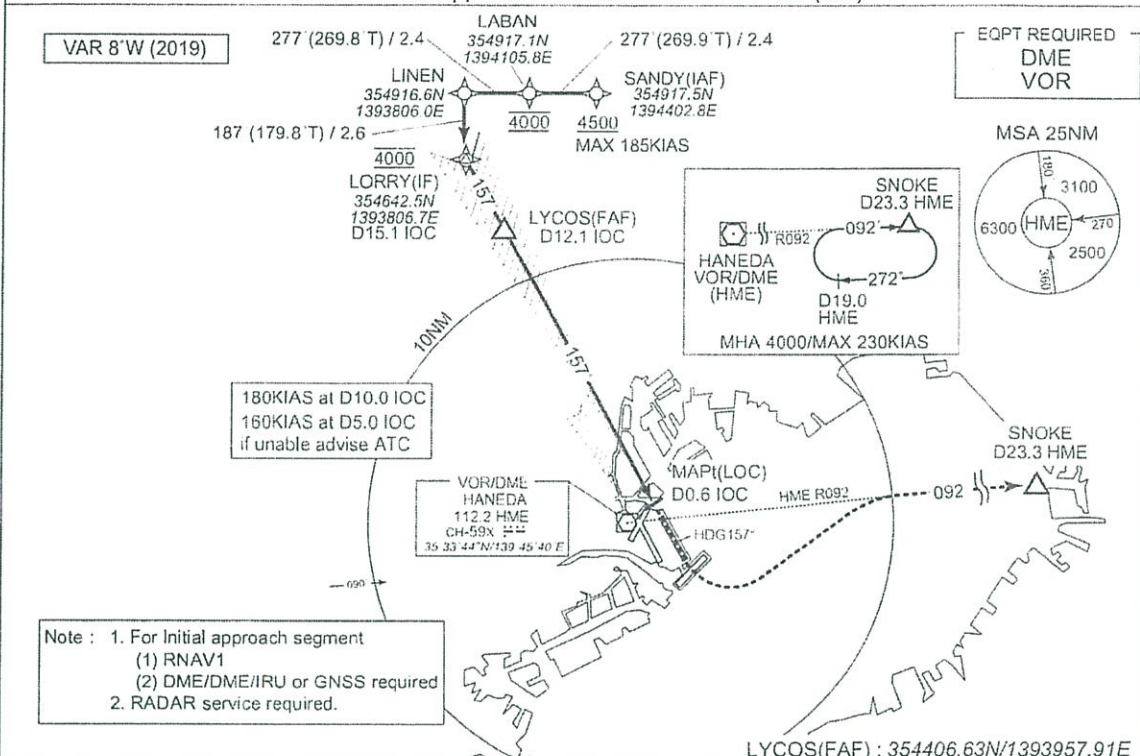 VAR 8°W (2019)
277°(269.8°T) / 2.4
LABAN
354917.1N
1394105.8E
277°(269.9°T) / 2.4
EQPT REQUIRED
DME
VOR
LINEN
354916.6N
1393806.0E
4000
SANDY(IAF)
354917.5N
1394402.8E
4500
MAX 185KIAS
187 (179.8°T) / 2.6
4000
LORRY(IF)
354642.5N
1393806.7E
D15.1 IOC
157
LYCOS(FAF)
D12.1 IOC
MSA 25NM
180°
3100
6300
HME
270
2500
360°
SNOKE
D23.3 HME
R092
092°
HANEDA
VOR/DME
(HME)
272°
D19.0
HME
MHA 4000/MAX 230KIAS
10NM
157
180KIAS at D10.0 IOC
160KIAS at D5.0 IOC
if unable advise ATC
VOR/DME
HANEDA
112.2 HME
CH-59X
35 33'44"N/139 45'40"E
MAPt(LOC)
D0.6 IOC
HME R092
092
SNOKE
D23.3 HME
HDG157°
090°
Note : 1. For Initial approach segment
(1) RNAV1
(2) DME/DME/IRU or GNSS required
2. RADAR service required.
LYCOS(FAF) : 354406.63N/1393957.91E